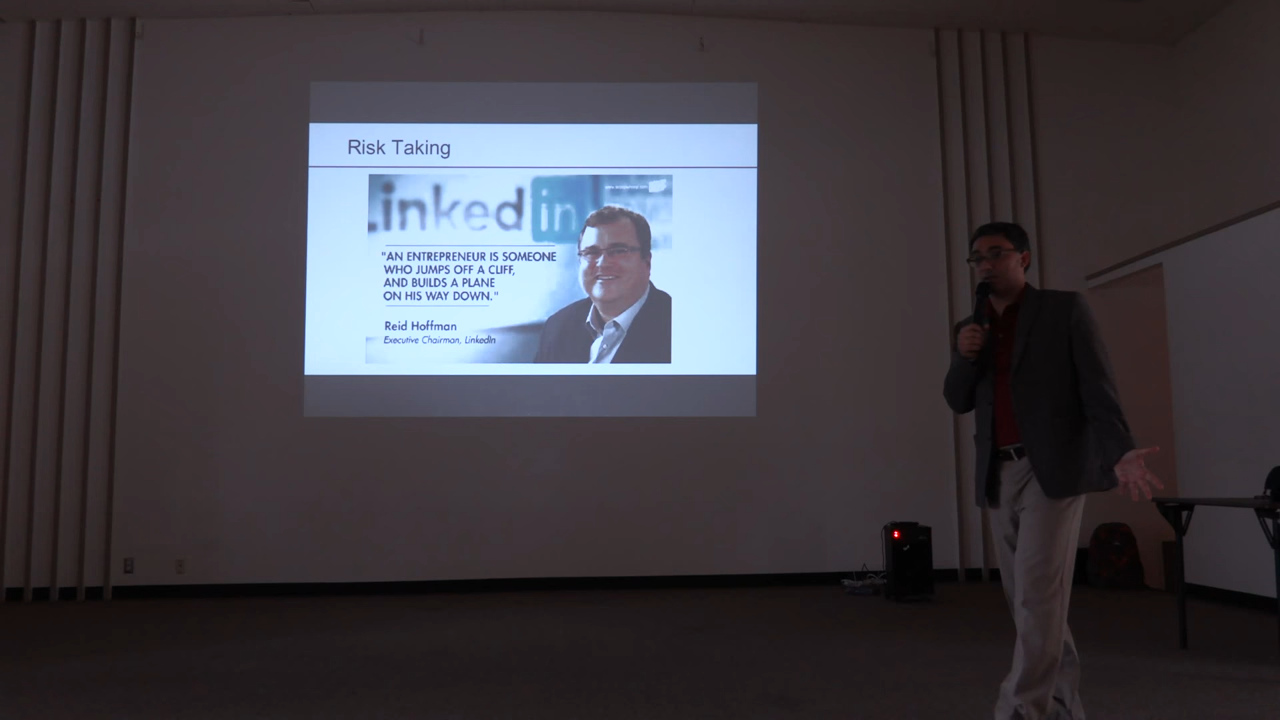 Risk Taking
Linkedin
"AN ENTREPRENEUR IS SOMEONE
WHO JUMPS OFF A CLIFF,
AND BUILDS A PLANE
ON HIS WAY DOWN."
Reid Hoffman
Executive Chairman, LinkedIn